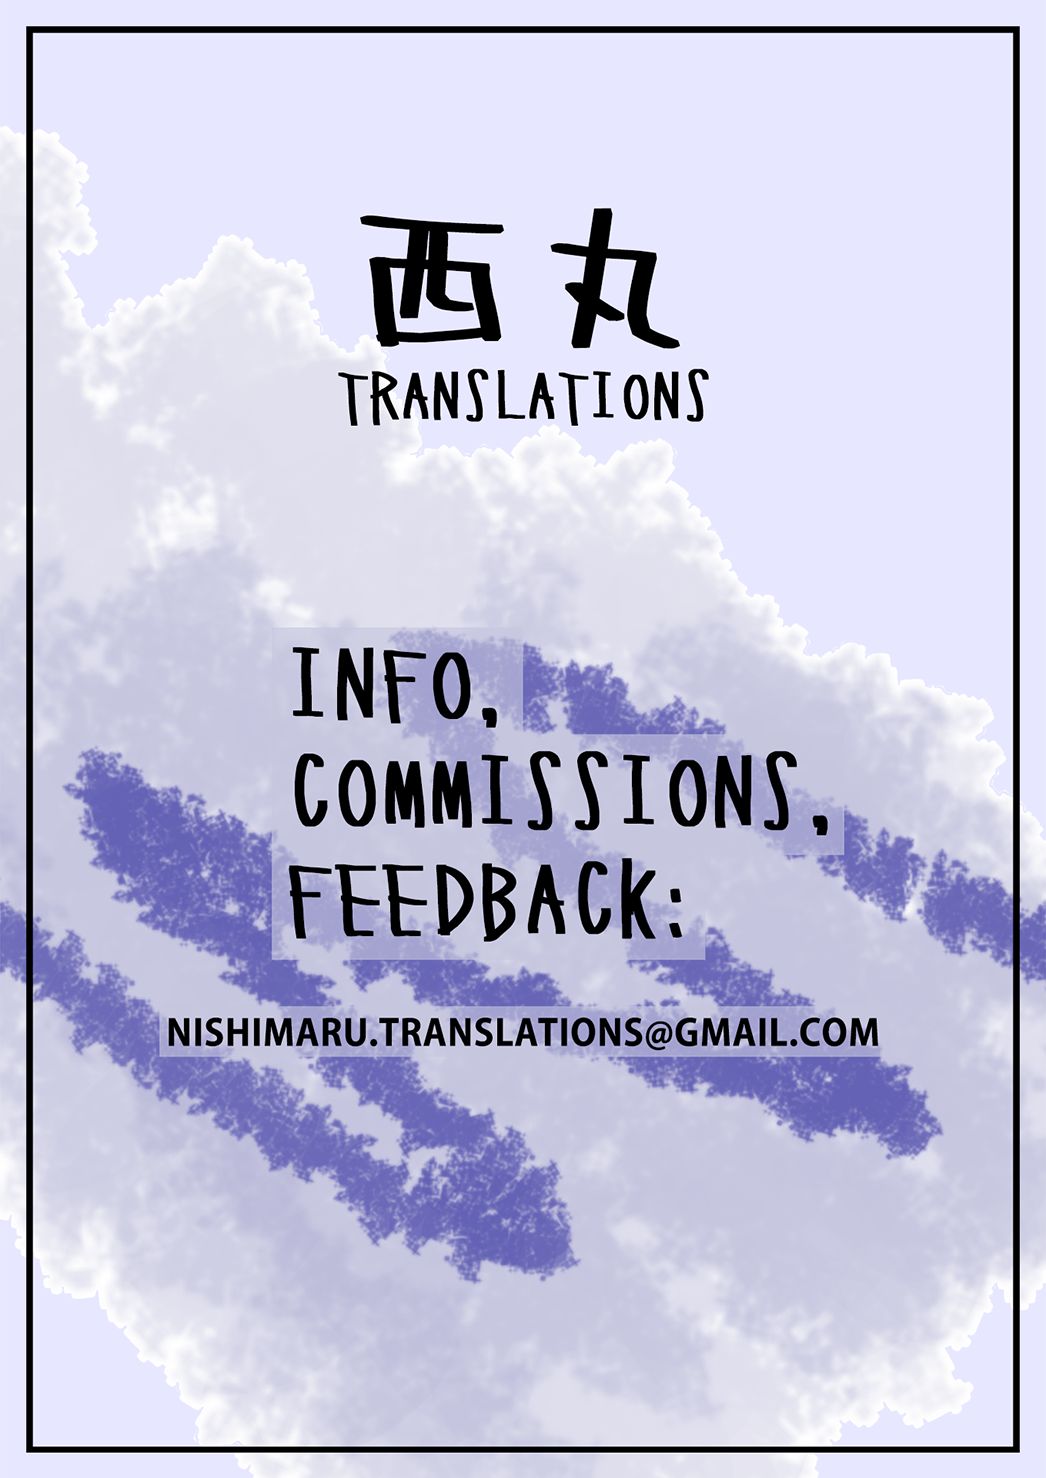 西丸
TRANSLATIONS
INFO,
COMMISSIONS,
FEEDBACK:
NISHIMARU.TRANSLATIONS@GMAIL.COM